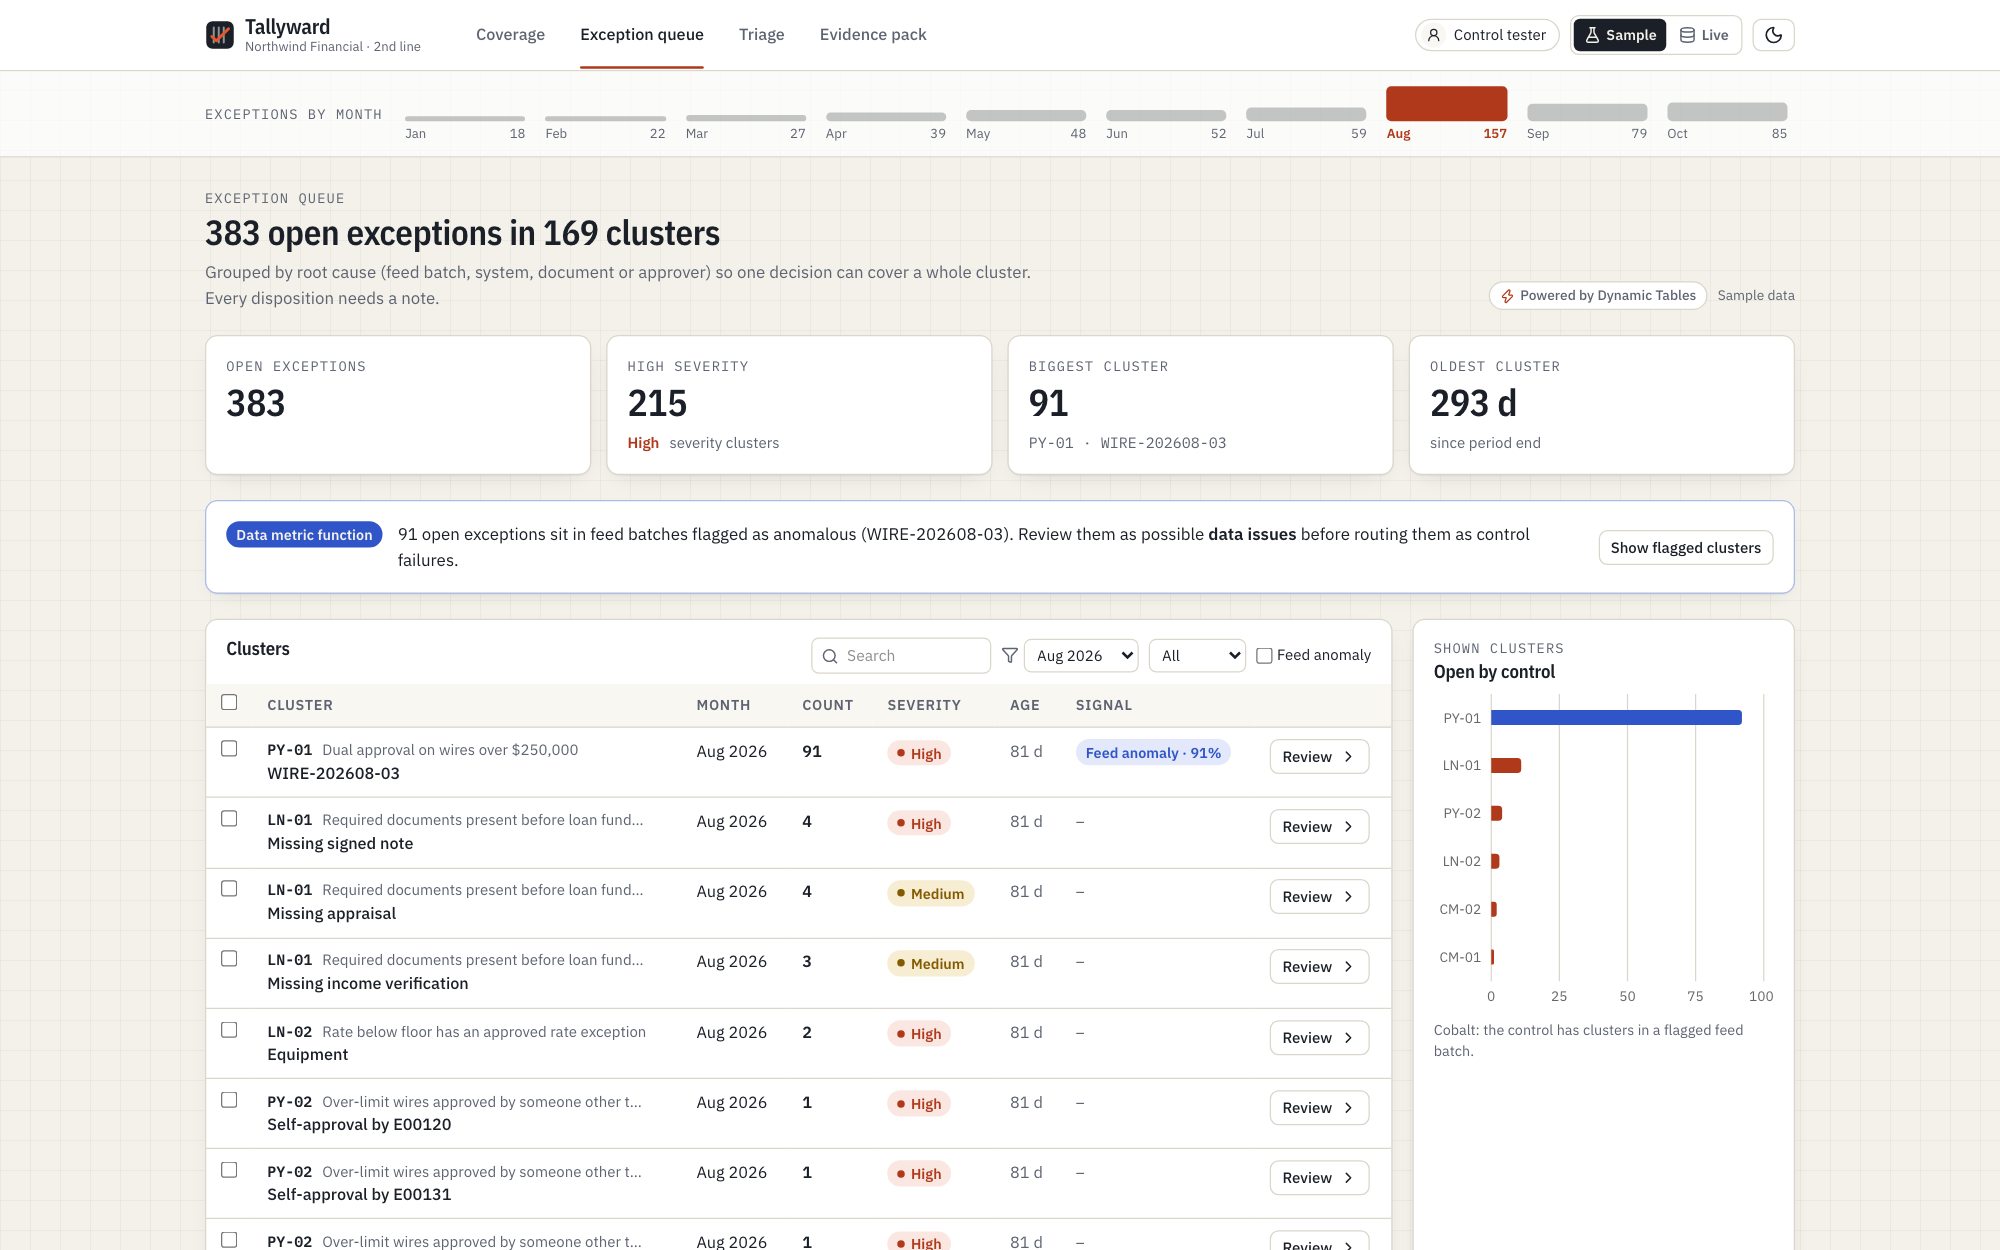 Tallyward
Northwind Financial · 2nd line
Coverage
Exception queue
Triage
Evidence pack
Control tester
Sample
Live
EXCEPTIONS BY MONTH
Jan 18
Feb 22
Mar 27
Apr 39
May 48
Jun 52
Jul 59
Aug 157
Sep 79
Oct 85
EXCEPTION QUEUE
383 open exceptions in 169 clusters
Grouped by root cause (feed batch, system, document or approver) so one decision can cover a whole cluster.
Every disposition needs a note.
Powered by Dynamic Tables
Sample data
OPEN EXCEPTIONS
383
HIGH SEVERITY
215
High severity clusters
BIGGEST CLUSTER
91
PY-01 · WIRE-202608-03
OLDEST CLUSTER
293 d
since period end
Data metric function
91 open exceptions sit in feed batches flagged as anomalous (WIRE-202608-03). Review them as possible data issues before routing them as control
failures.
Show flagged clusters
Clusters
Search
Aug 2026
All
Feed anomaly
CLUSTER MONTH COUNT SEVERITY AGE SIGNAL
PY-01 Dual approval on wires over $250,000
WIRE-202608-03
Aug 2026 91 High 81 d Feed anomaly · 91% Review
LN-01 Required documents present before loan fund...
Missing signed note
Aug 2026 4 High 81 d – Review
LN-01 Required documents present before loan fund...
Missing appraisal
Aug 2026 4 Medium 81 d – Review
LN-01 Required documents present before loan fund...
Missing income verification
Aug 2026 3 Medium 81 d – Review
LN-02 Rate below floor has an approved rate exception
Equipment
Aug 2026 2 High 81 d – Review
PY-02 Over-limit wires approved by someone other t...
Self-approval by E00120
Aug 2026 1 High 81 d – Review
PY-02 Over-limit wires approved by someone other t...
Self-approval by E00131
Aug 2026 1 High 81 d – Review
PY-02 Over-limit wires approved by someone other t...
Aug 2026 1 High 81 d – Review
SHOWN CLUSTERS
Open by control
PY-01
LN-01
PY-02
LN-02
CM-02
CM-01
0 25 50 75 100
Cobalt: the control has clusters in a flagged feed
batch.